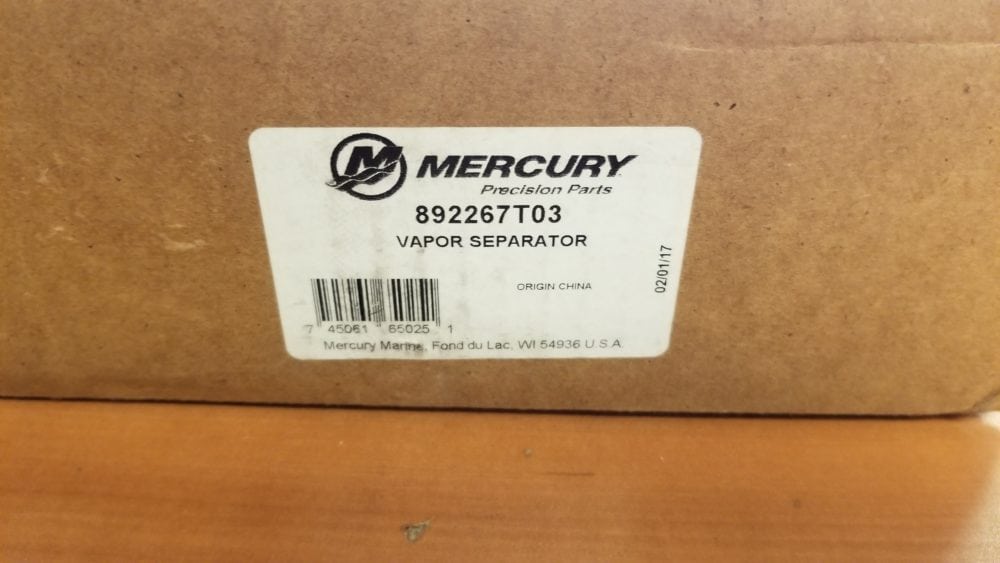 M MERCURY
Precision Parts
892267T03
VAPOR SEPARATOR
ORIGIN CHINA
02/01/17
7 45061 65025 1
Mercury Marine, Fond du Lac, WI 54936 U.S.A.